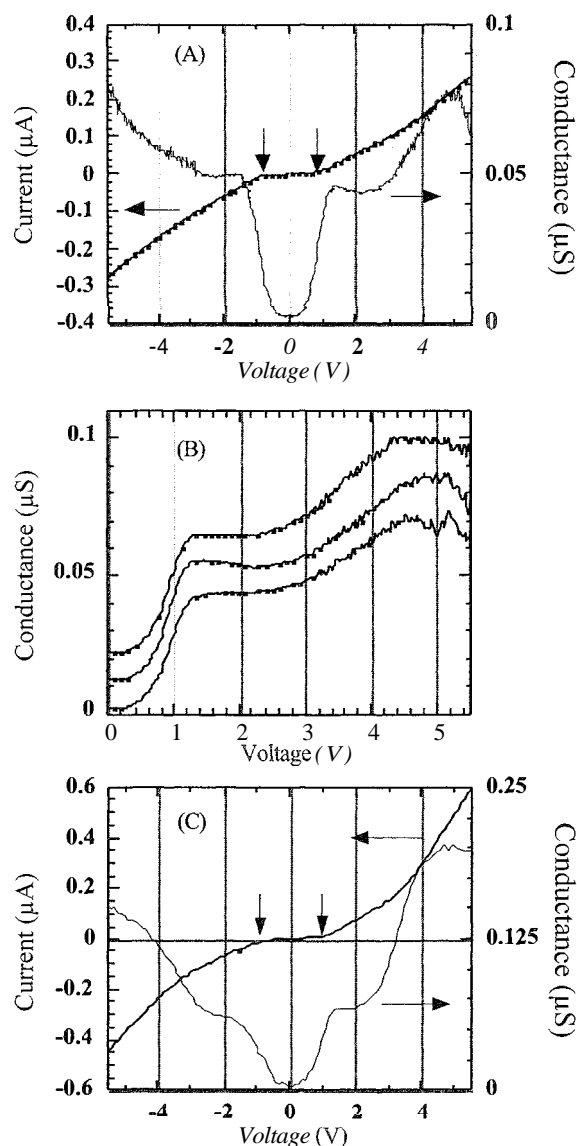 0.4
0.3
0.2
0.1
0
-0.1
-0.2
-0.3
-0.4
Current (µA)
(A)
0.1
0.05
0
Conductance (µS)
-4 -2 0 2 4
Voltage (V)
0.1
0.05
0
Conductance (µS)
(B)
0 1 2 3 4 5
Voltage (V)
0.6
0.4
0.2
0
-0.2
-0.4
-0.6
Current (µA)
(C)
0.25
0.125
0
Conductance (µS)
-4 -2 0 2 4
Voltage (V)